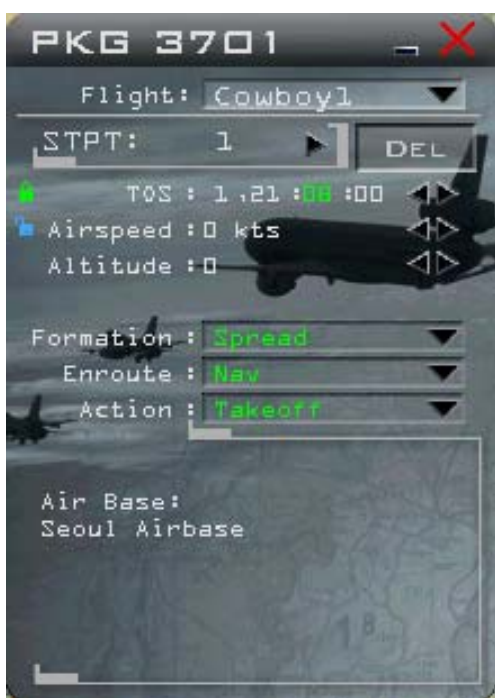 PKG 3701
Flight: Cowboy1
STPT: 1 DEL
TOS : 1,21:08:00
Airspeed :0 kts
Altitude :0
Formation : Spread
Enroute : Nav
Action : Takeoff
Air Base:
Seoul Airbase
18